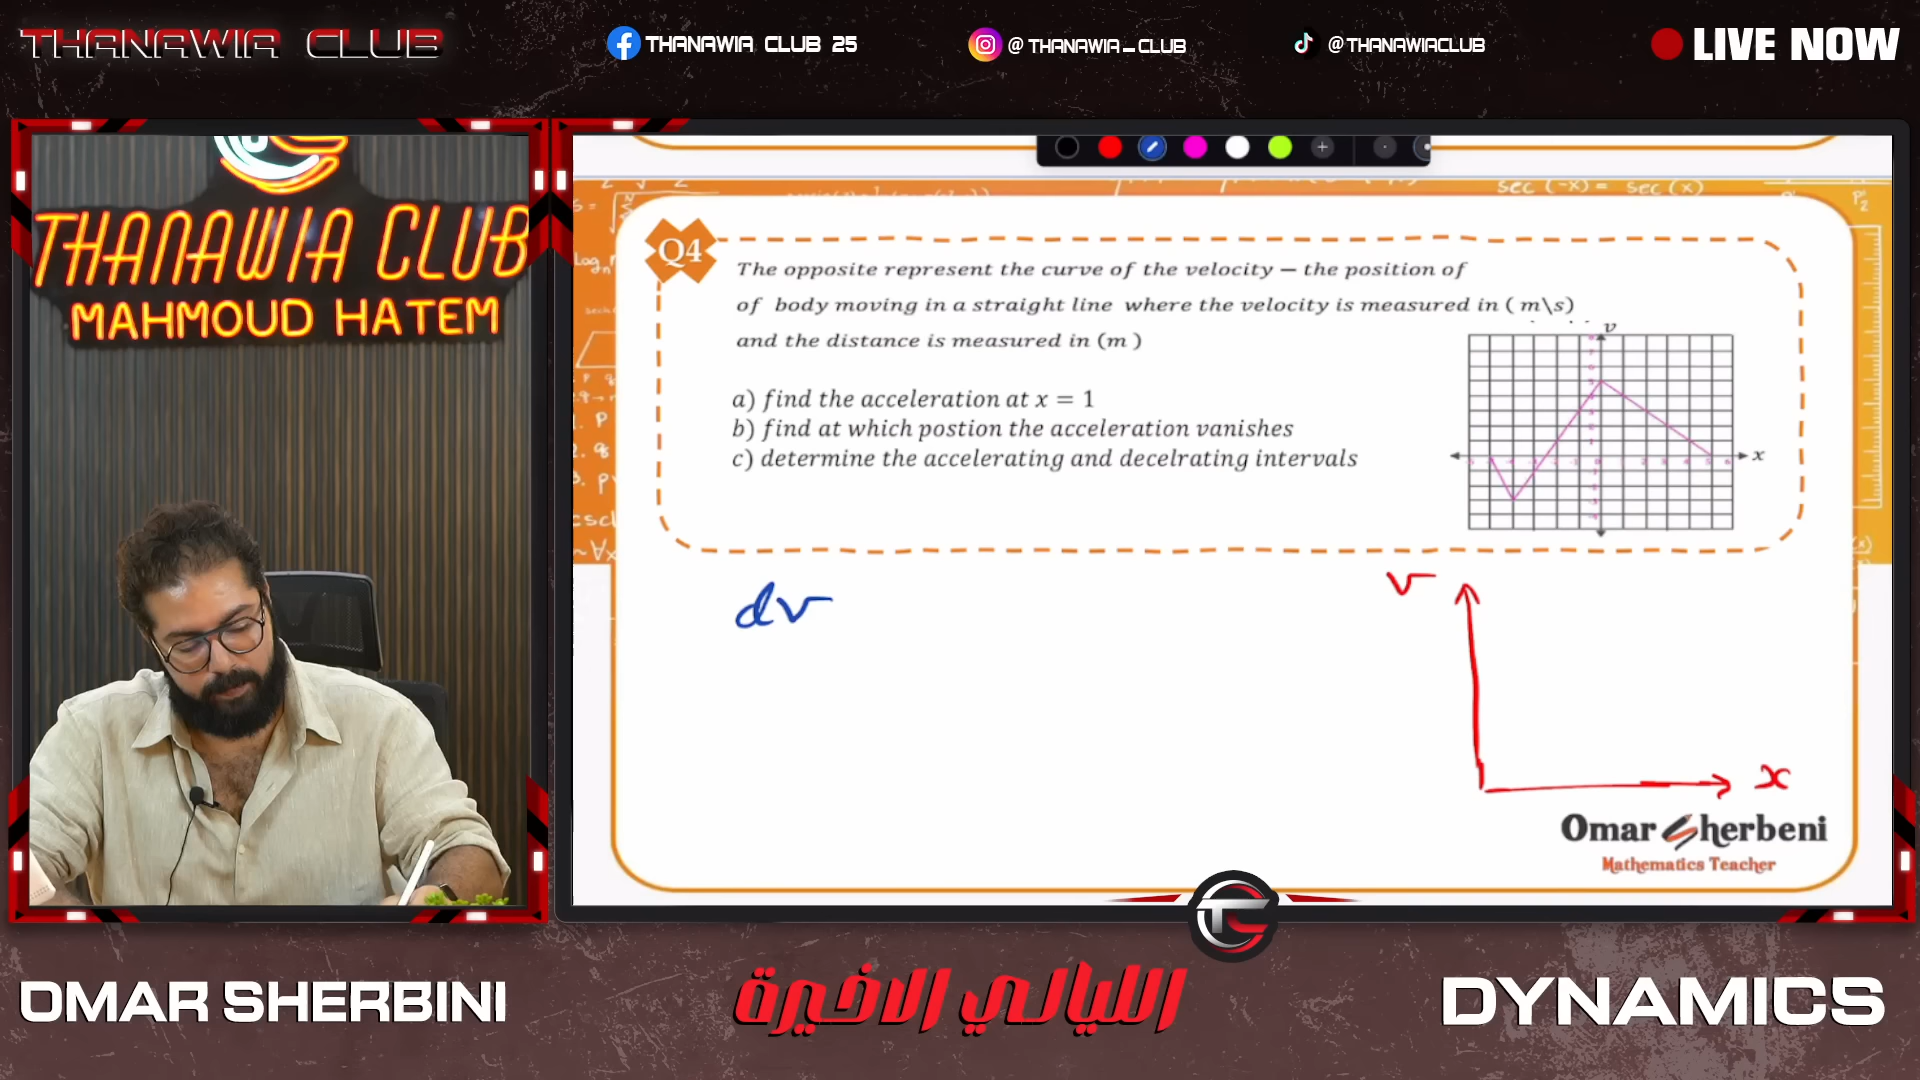 THANAWIA CLUB
THANAWIA CLUB 25
@THANAWIA_CLUB
@THANAWIACLUB
LIVE NOW
THANAWIA CLUB
MAHMOUD HATEM
sec (-x) = sec (x)
Q4
The opposite represent the curve of the velocity – the position of
of body moving in a straight line where the velocity is measured in ( m\s)
and the distance is measured in (m )
a) find the acceleration at x = 1
b) find at which postion the acceleration vanishes
c) determine the accelerating and decelrating intervals
v
x
dv
v
x
Omar Sherbeni
Mathematics Teacher
TC
OMAR SHERBINI
الليالي الاخيرة
DYNAMICS